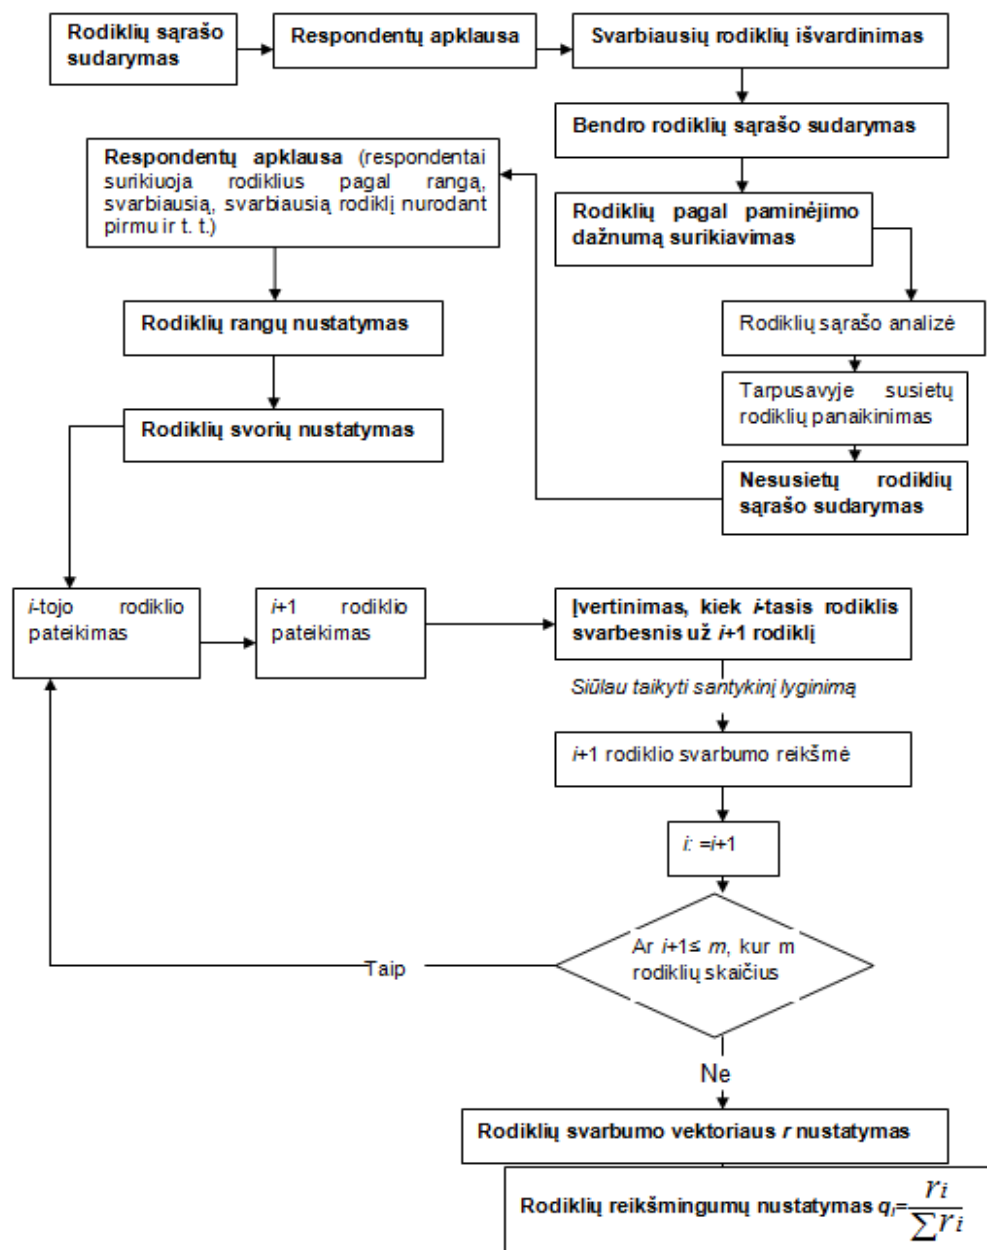 Rodiklių sąrašo
sudarymas
Respondentų apklausa
Svarbiausių rodiklių išvardinimas
Bendro rodiklių sąrašo sudarymas
Rodiklių pagal paminėjimo
dažnumą surikiavimas
Rodiklių sąrašo analizė
Tarpusavyje susietų
rodiklių panaikinimas
Nesusietų rodiklių
sąrašo sudarymas
Respondentų apklausa (respondentai
surikiuoja rodiklius pagal rangą,
svarbiausią, svarbiausią rodiklį nurodant
pirmu ir t. t.)
Rodiklių rangų nustatymas
Rodiklių svorių nustatymas
i-tojo rodiklio
pateikimas
i+1 rodiklio
pateikimas
Įvertinimas, kiek i-tasis rodiklis
svarbesnis už i+1 rodiklį
Siūlau taikyti santykinį lyginimą
i+1 rodiklio svarbumo reikšmė
i: =i+1
Ar i+1≤ m, kur m
rodiklių skaičius
Taip
Ne
Rodiklių svarbumo vektoriaus r nustatymas
Rodiklių reikšmingumų nustatymas qᵢ=rᵢ/∑rᵢ